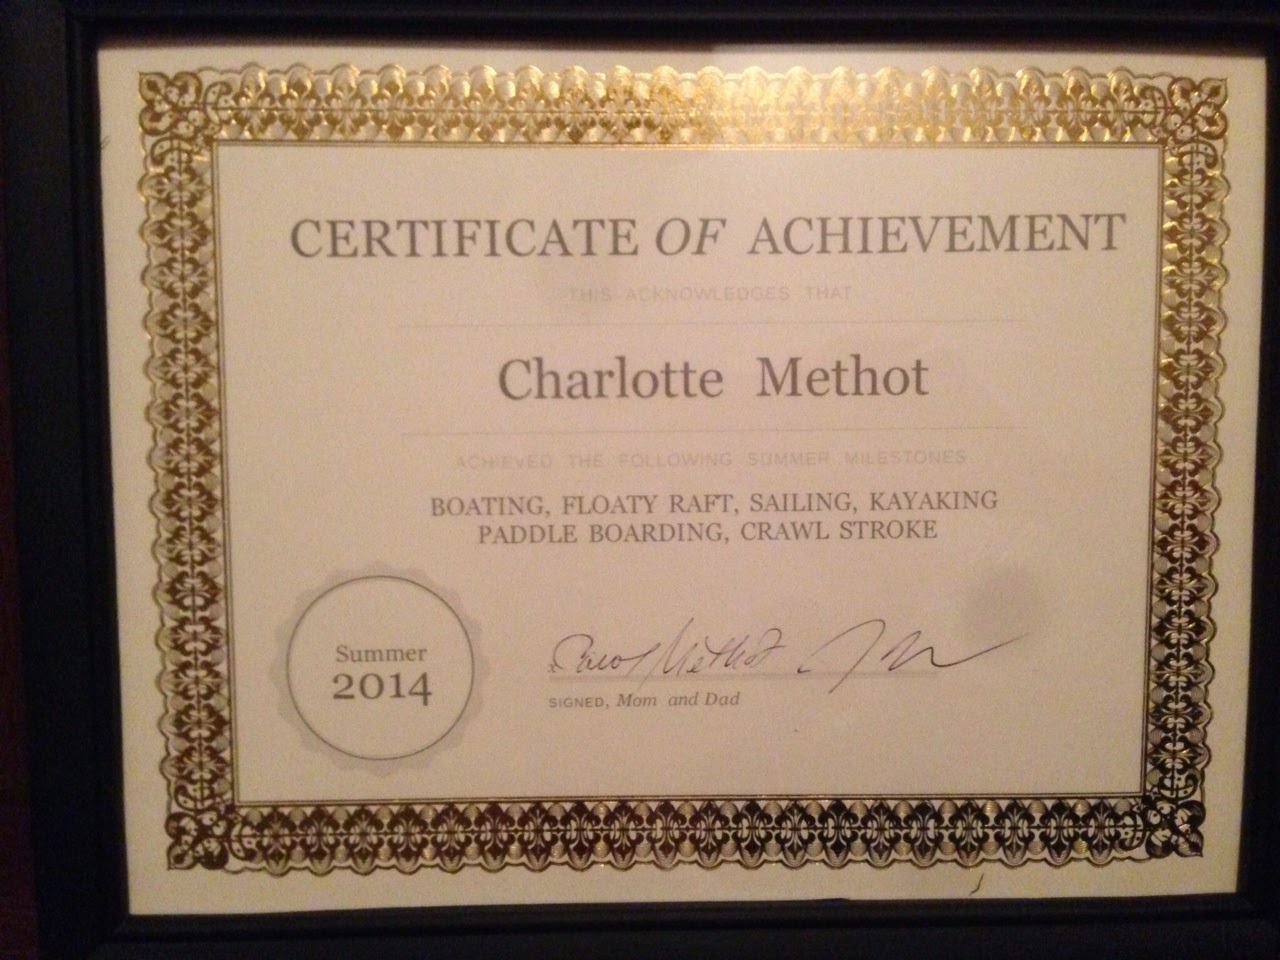 CERTIFICATE OF ACHIEVEMENT
THIS ACKNOWLEDGES THAT
Charlotte Methot
ACHIEVED THE FOLLOWING SUMMER MILESTONES
BOATING, FLOATY RAFT, SAILING, KAYAKING
PADDLE BOARDING, CRAWL STROKE
Summer
2014
Methot
SIGNED, Mom and Dad